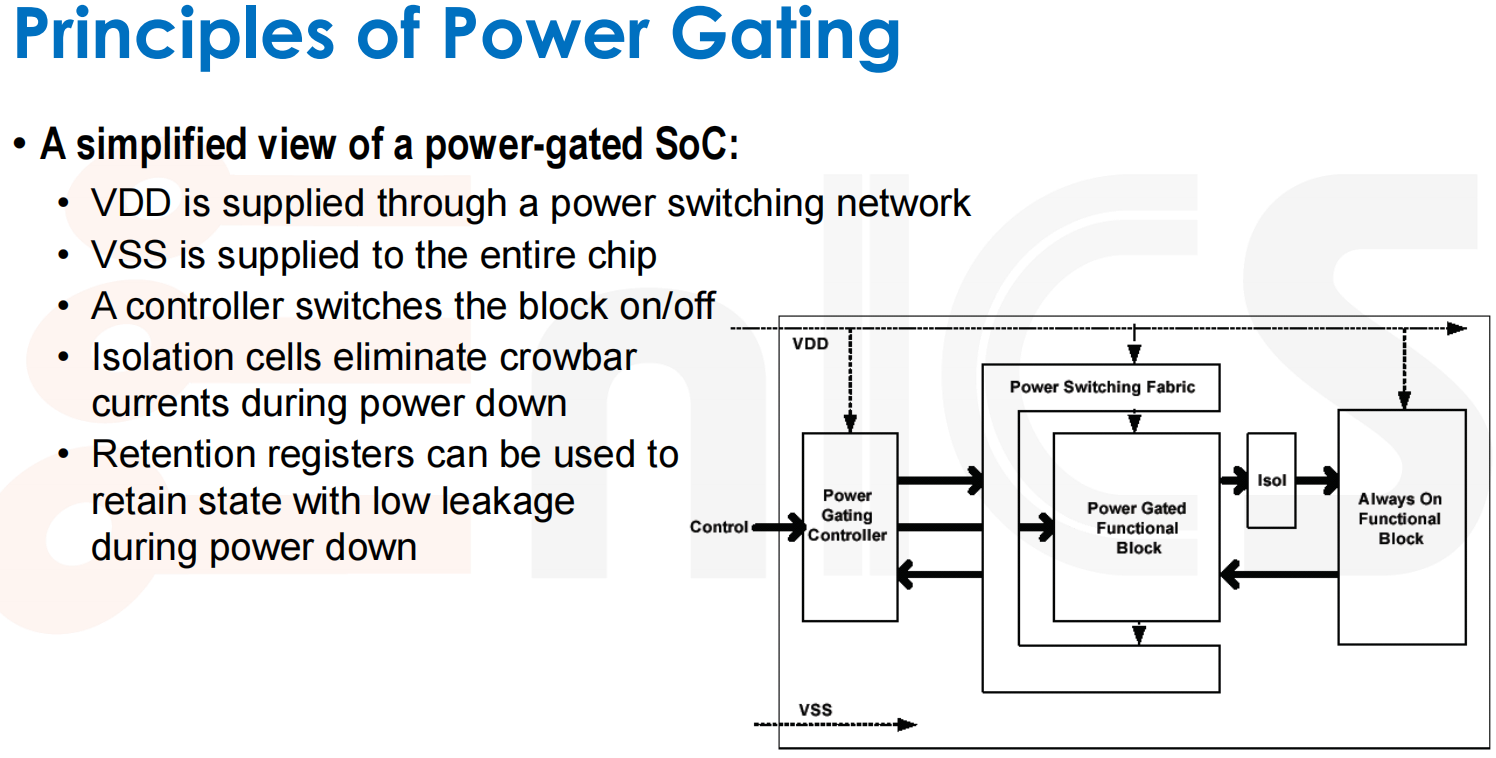 Principles of Power Gating
• A simplified view of a power-gated SoC:
• VDD is supplied through a power switching network
• VSS is supplied to the entire chip
• A controller switches the block on/off
• Isolation cells eliminate crowbar
currents during power down
• Retention registers can be used to
retain state with low leakage
during power down
VDD
Power Switching Fabric
Control
Power
Gating
Controller
Power Gated
Functional
Block
Isol
Always On
Functional
Block
VSS
nICS